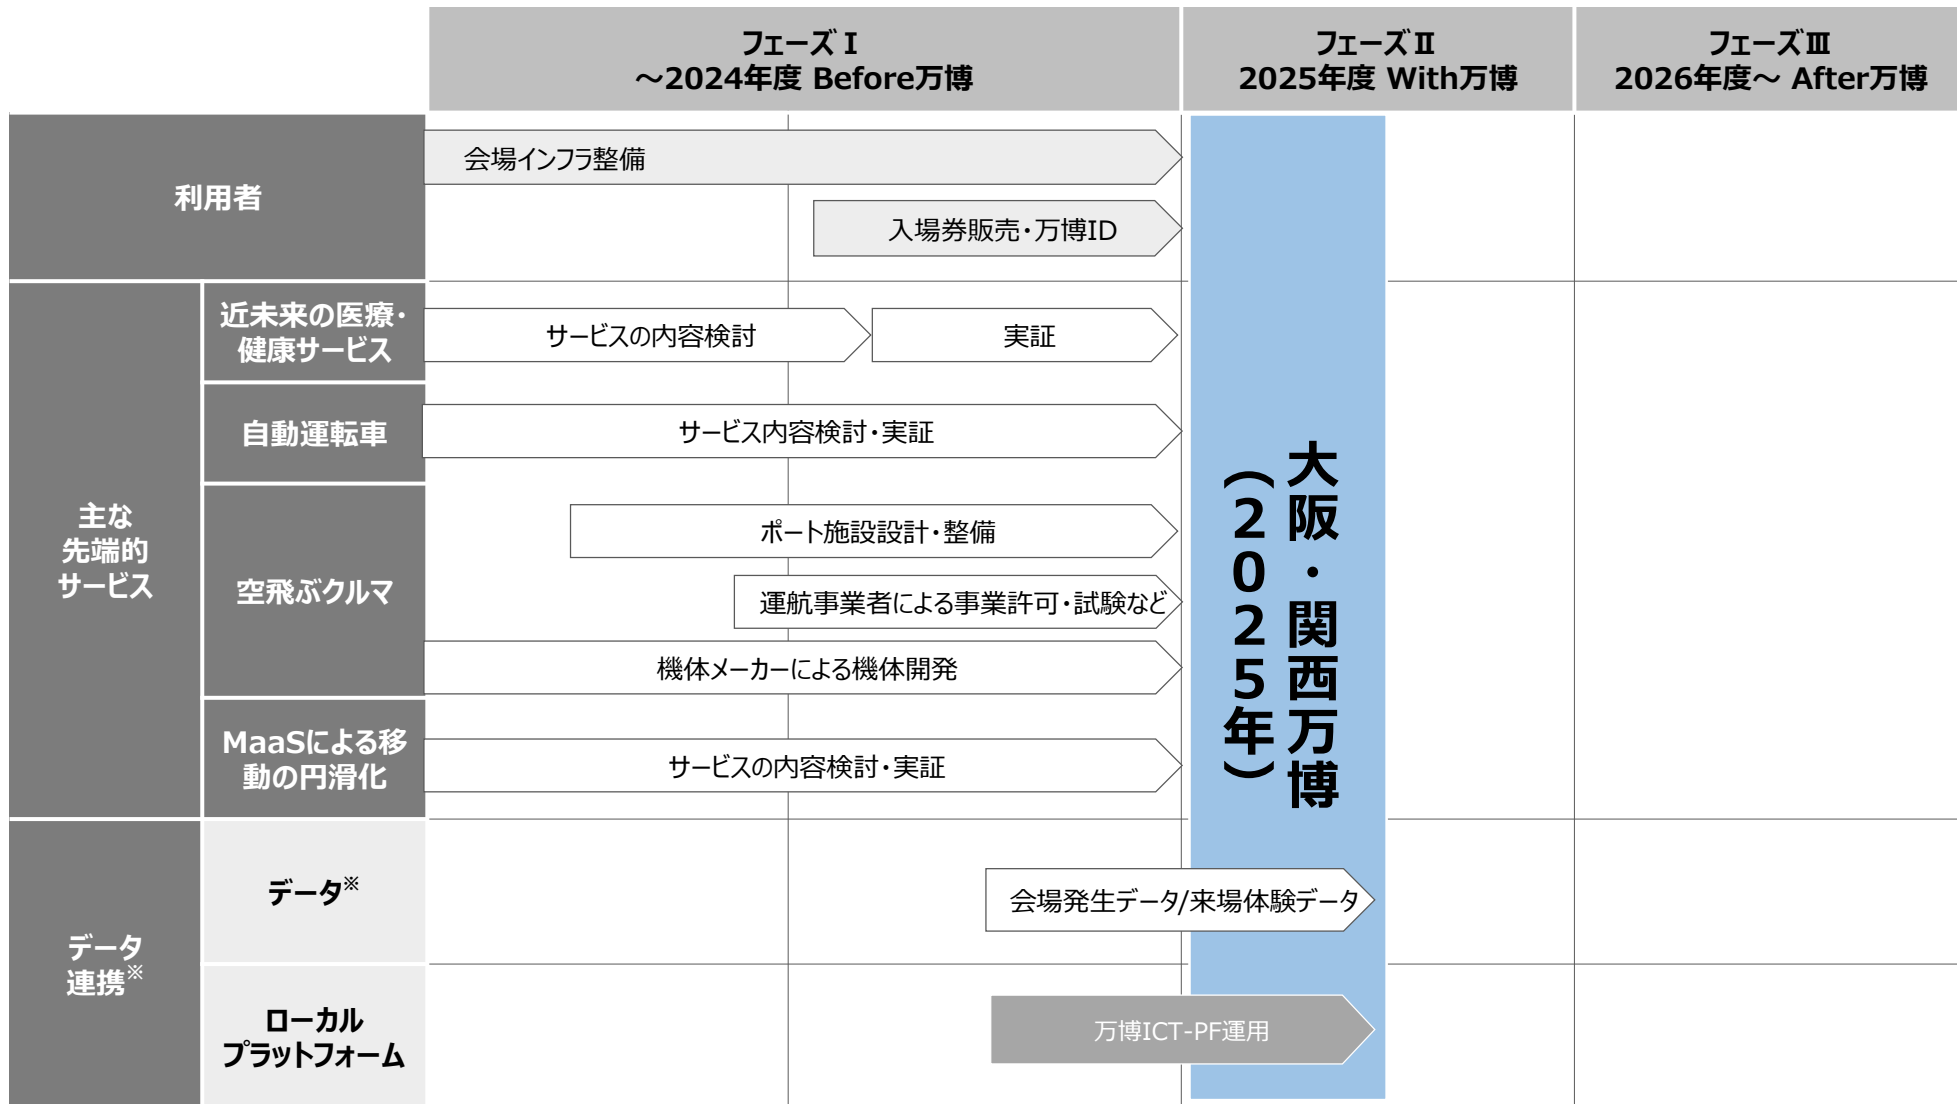 フェーズⅠ
～2024年度 Before万博
フェーズⅡ
2025年度 With万博
フェーズⅢ
2026年度～ After万博
利用者
会場インフラ整備
入場券販売・万博ID
主な
先端的
サービス
近未来の医療・
健康サービス
サービスの内容検討
実証
自動運転車
サービス内容検討・実証
空飛ぶクルマ
ポート施設設計・整備
運航事業者による事業許可・試験など
機体メーカーによる機体開発
MaaSによる移
動の円滑化
サービスの内容検討・実証
大阪・関西万博
（2025年）
データ
連携※
データ※
会場発生データ/来場体験データ
ローカル
プラットフォーム
万博ICT-PF運用